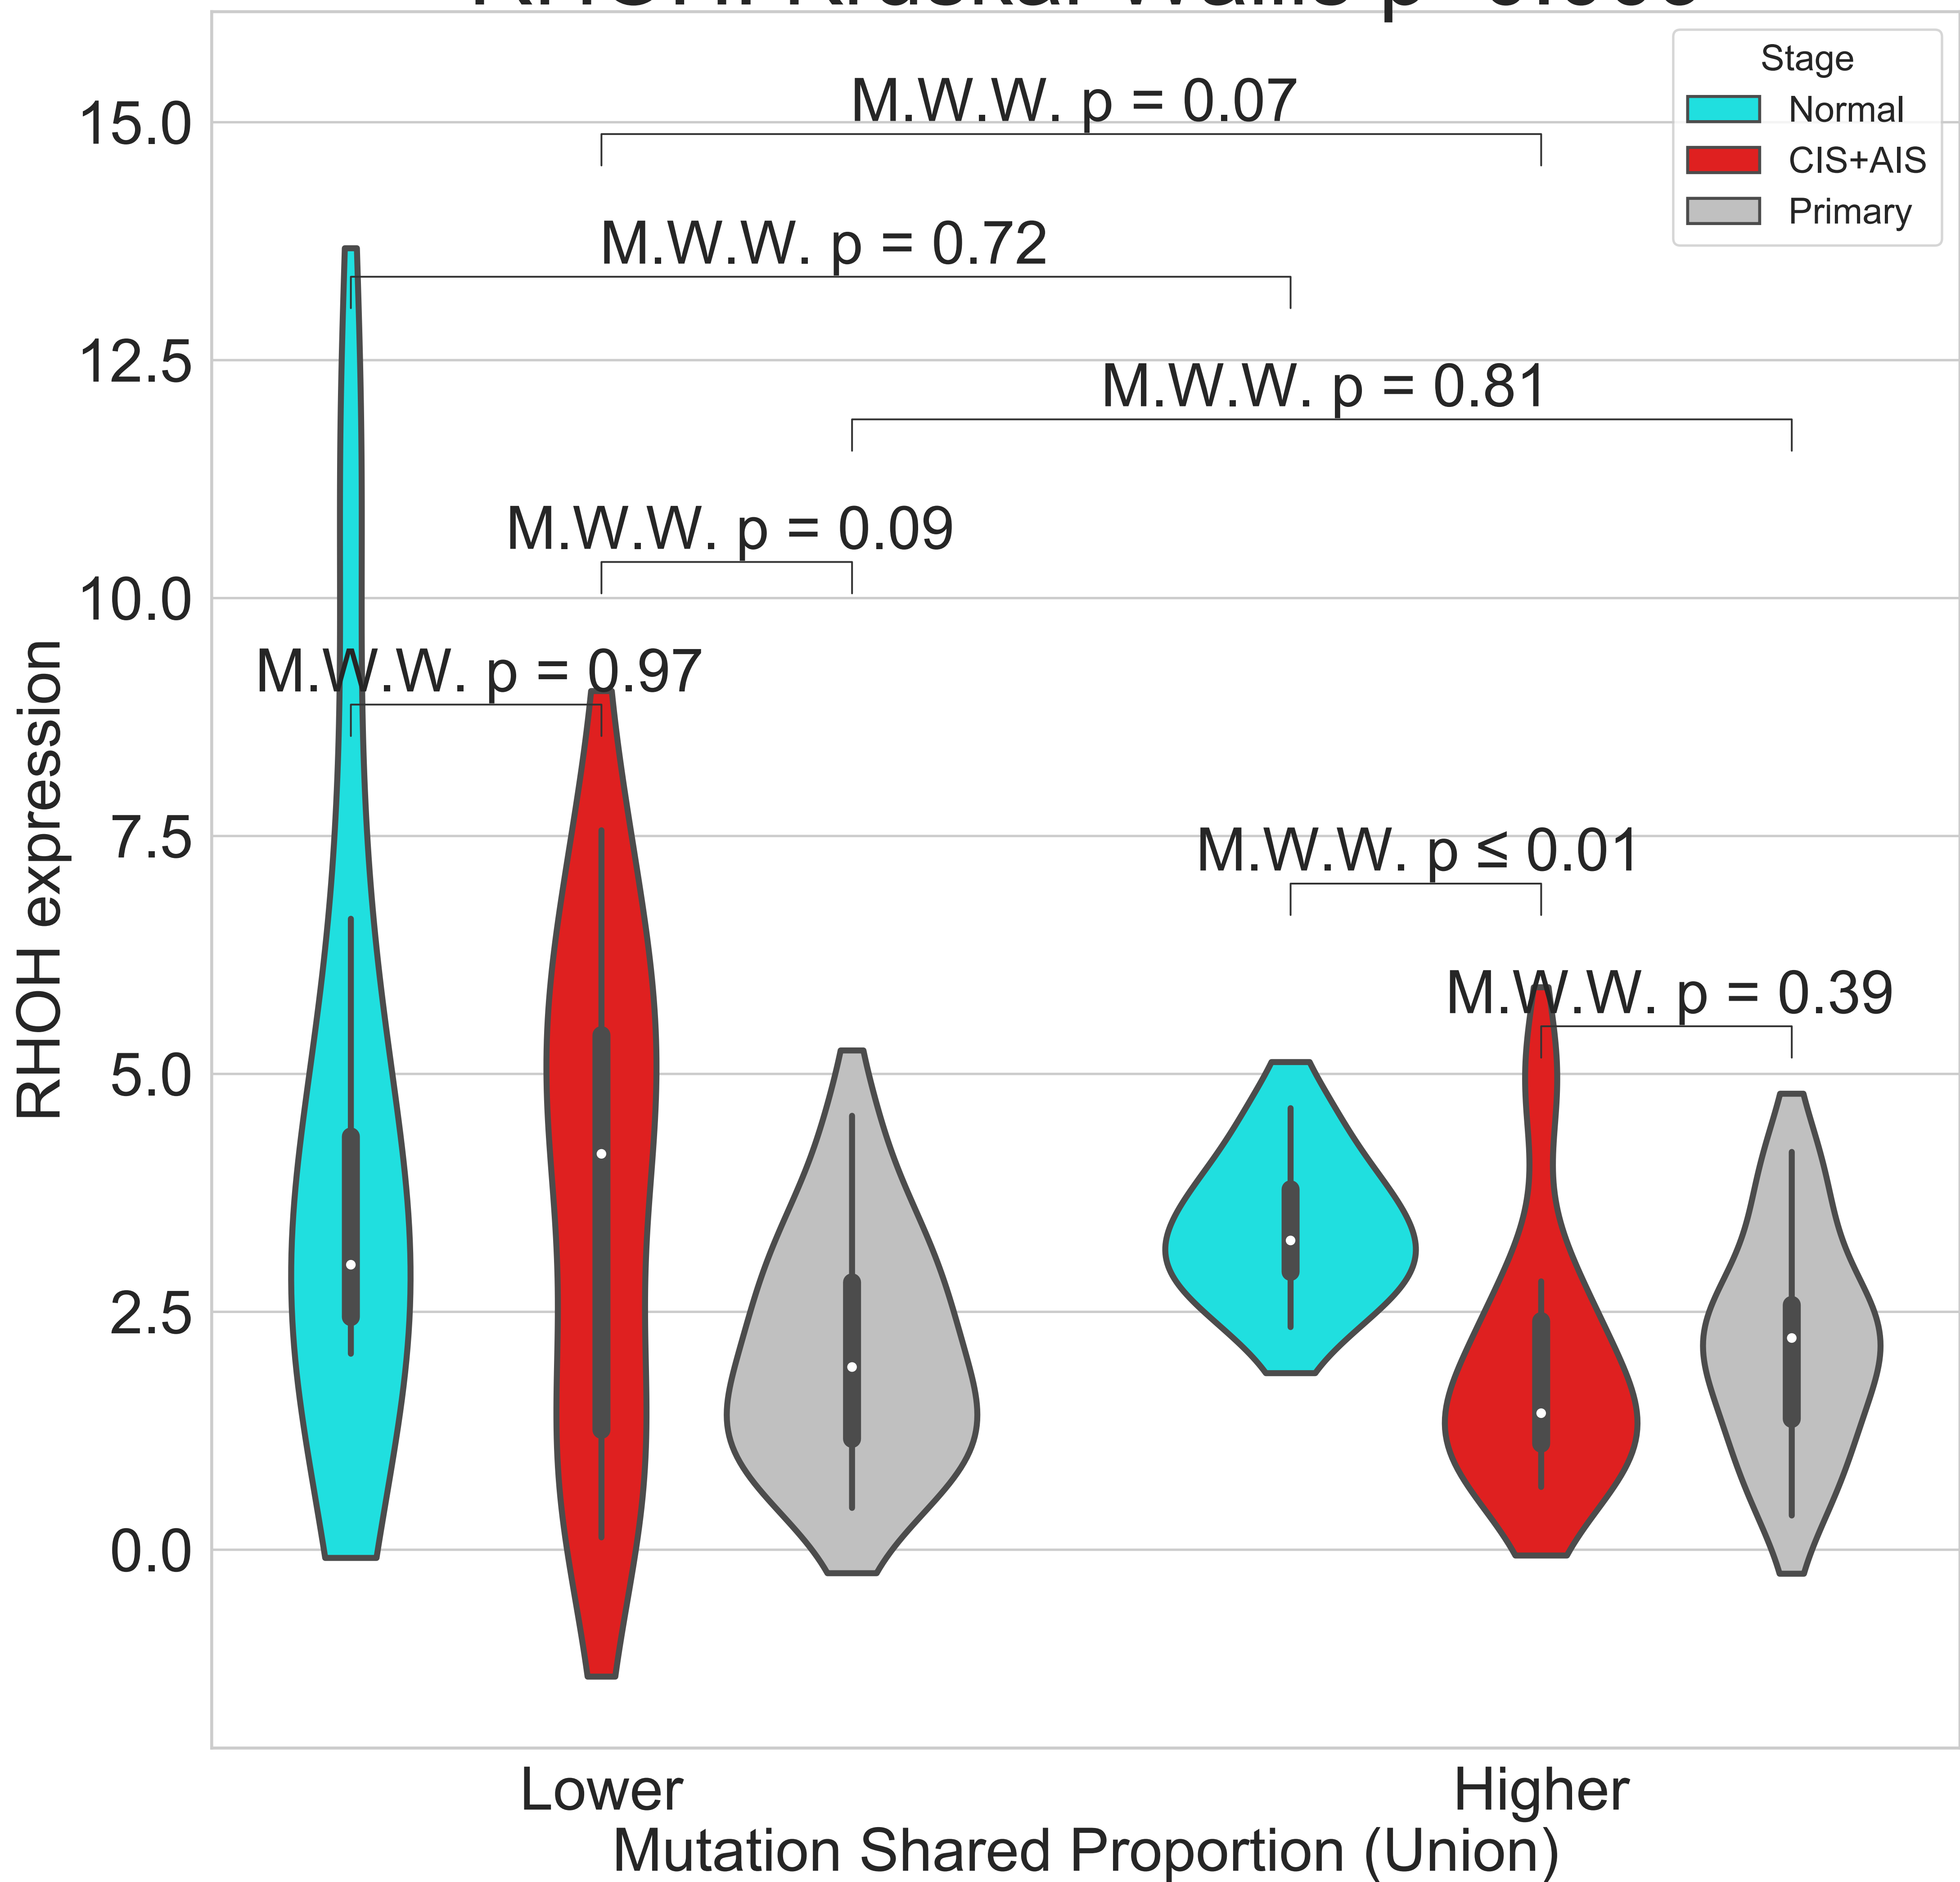 Stage
Normal
CIS+AIS
Primary
M.W.W. p = 0.07
M.W.W. p = 0.72
M.W.W. p = 0.81
M.W.W. p = 0.09
M.W.W. p = 0.97
M.W.W. p ≤ 0.01
M.W.W. p = 0.39
15.0
12.5
10.0
7.5
5.0
2.5
0.0
RHOH expression
Lower
Higher
Mutation Shared Proportion (Union)